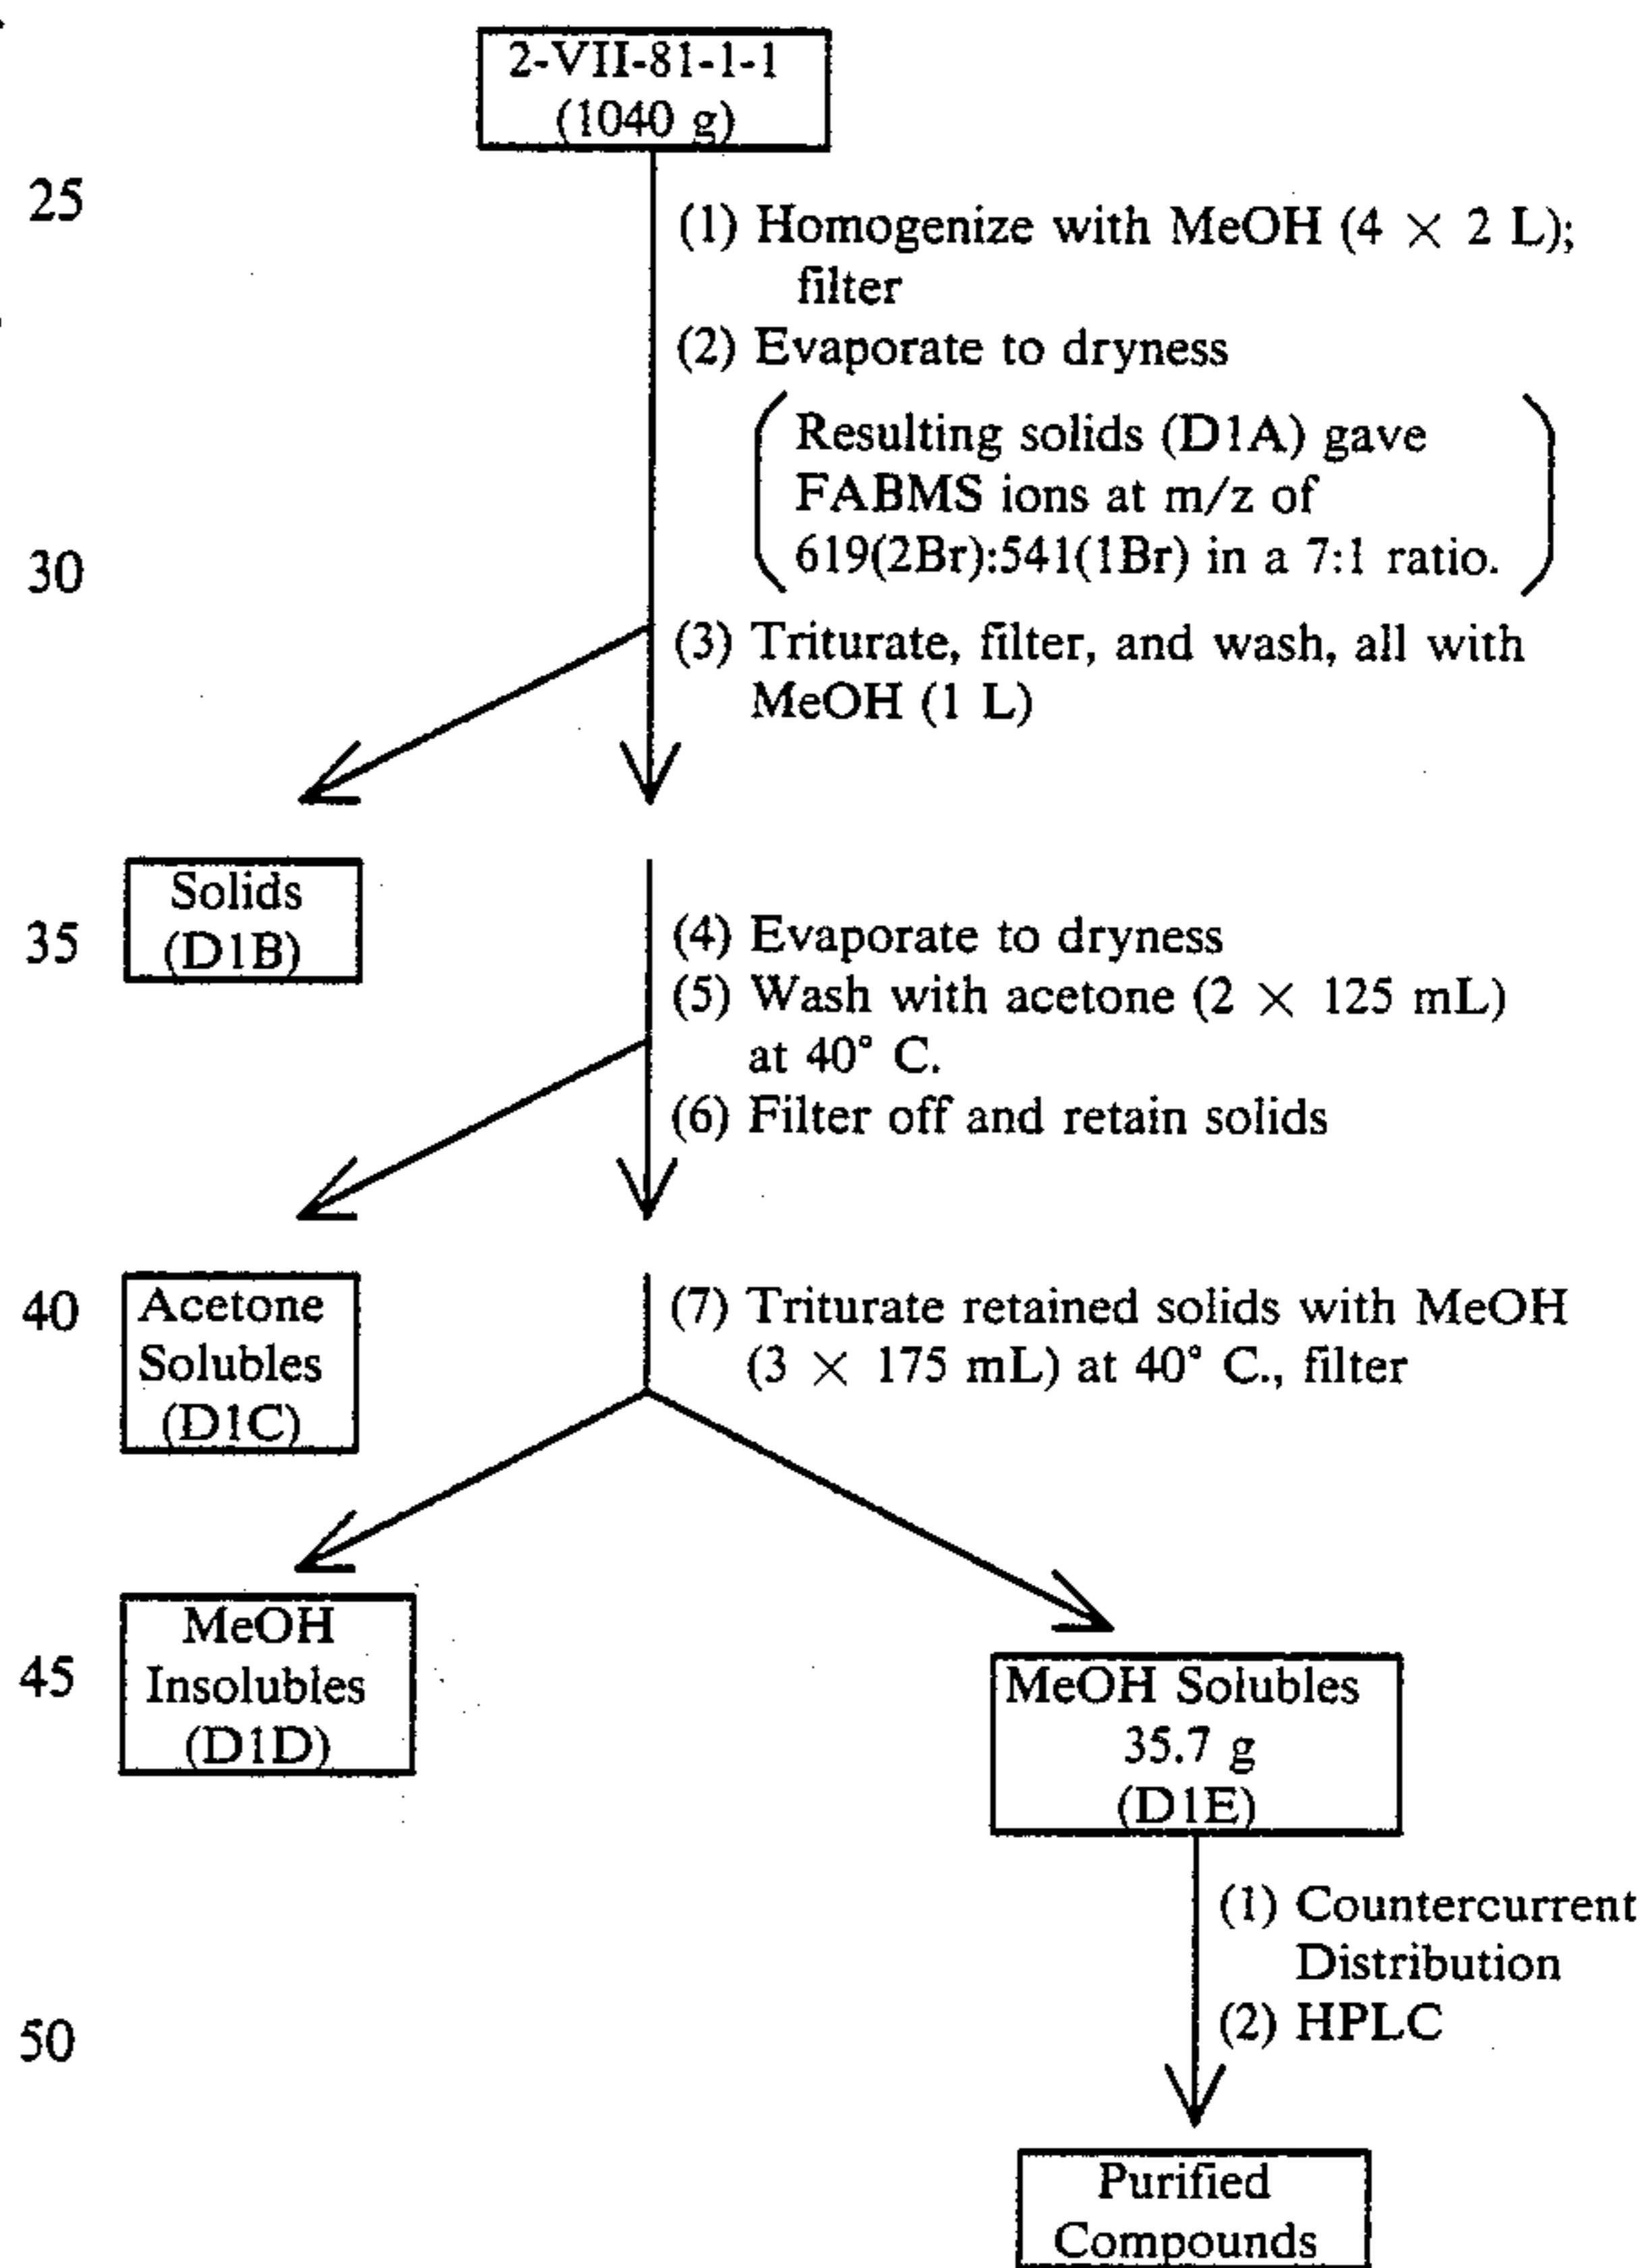 2-VII-81-1-1
(1040 g)
25
(1) Homogenize with MeOH (4 × 2 L);
filter
(2) Evaporate to dryness
Resulting solids (D1A) gave
FABMS ions at m/z of
30
619(2Br):541(1Br) in a 7:1 ratio.
(3) Triturate, filter, and wash, all with
MeOH (1 L)
Solids
35
(D1B)
(4) Evaporate to dryness
(5) Wash with acetone (2 × 125 mL)
at 40° C.
(6) Filter off and retain solids
40
Acetone
Solubles
(D1C)
(7) Triturate retained solids with MeOH
(3 × 175 mL) at 40° C., filter
45
MeOH
Insolubles
(D1D)
MeOH Solubles
35.7 g
(D1E)
(1) Countercurrent
Distribution
50
(2) HPLC
Purified
Compounds